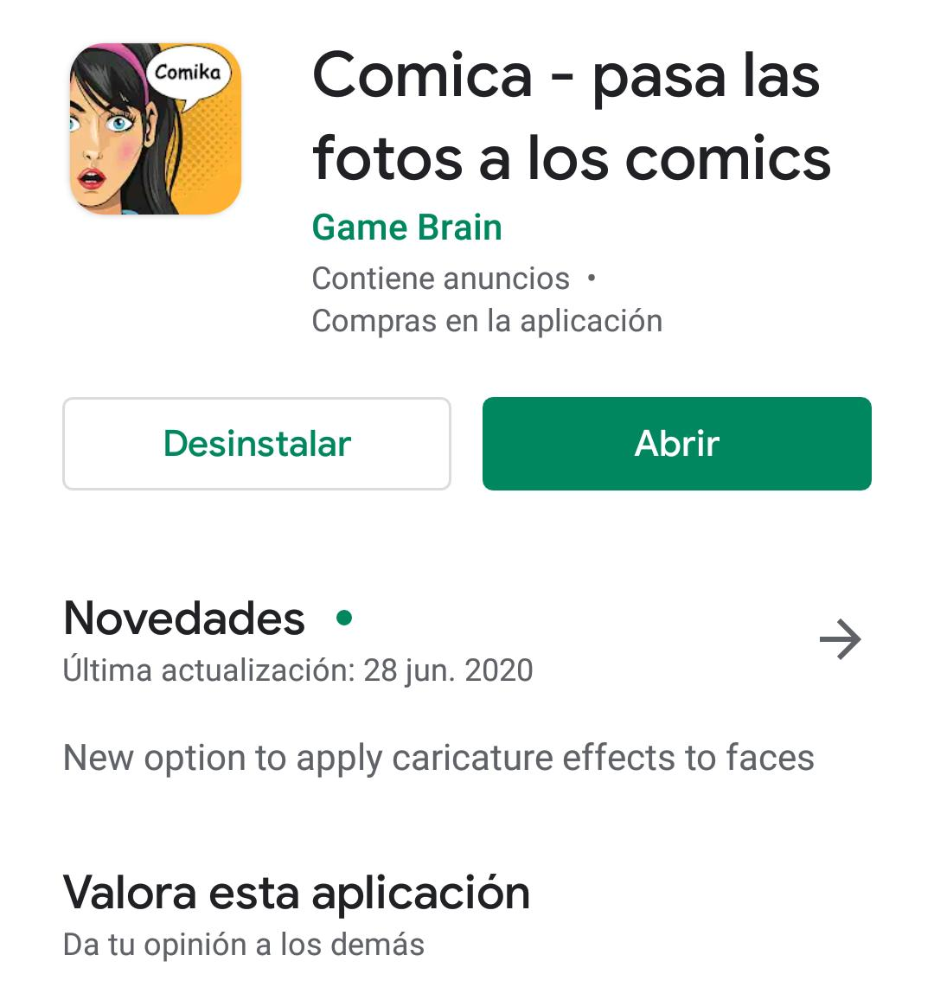 Comika
Comica - pasa las
fotos a los comics
Game Brain
Contiene anuncios •
Compras en la aplicación
Desinstalar
Abrir
Novedades •
Última actualización: 28 jun. 2020
New option to apply caricature effects to faces
Valora esta aplicación
Da tu opinión a los demás